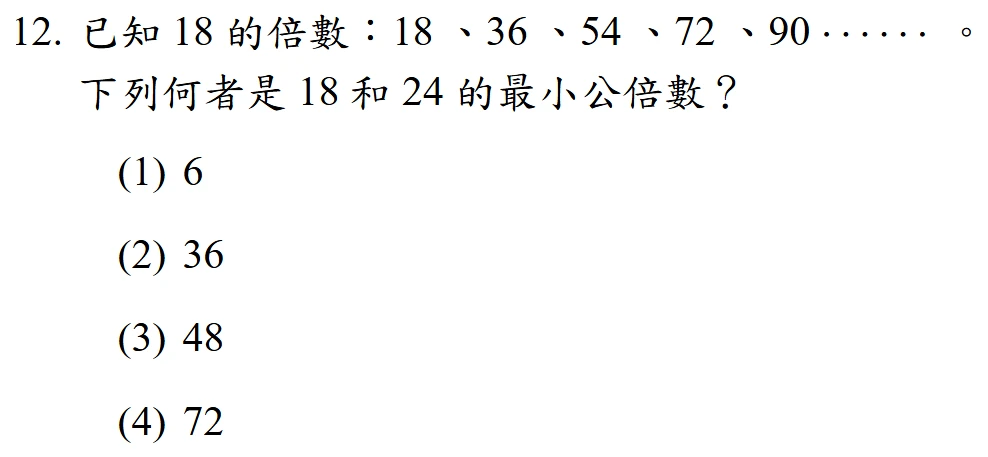 12. 已知 18 的倍數：18 、36 、54 、72 、90 ‧‧‧‧‧‧ 。
下列何者是 18 和 24 的最小公倍數？
(1) 6
(2) 36
(3) 48
(4) 72